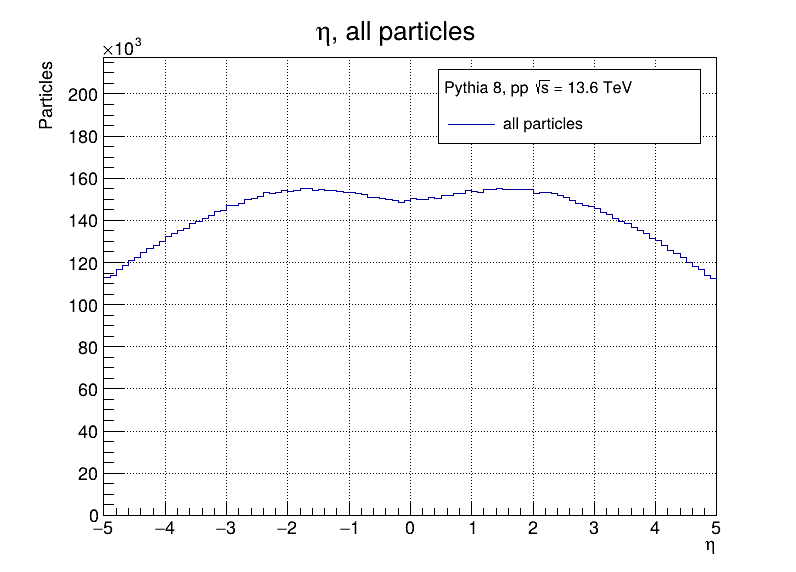 η, all particles
×10³
Particles
Pythia 8, pp √s = 13.6 TeV
all particles
200
180
160
140
120
100
80
60
40
20
0
−5 −4 −3 −2 −1 0 1 2 3 4 5
η